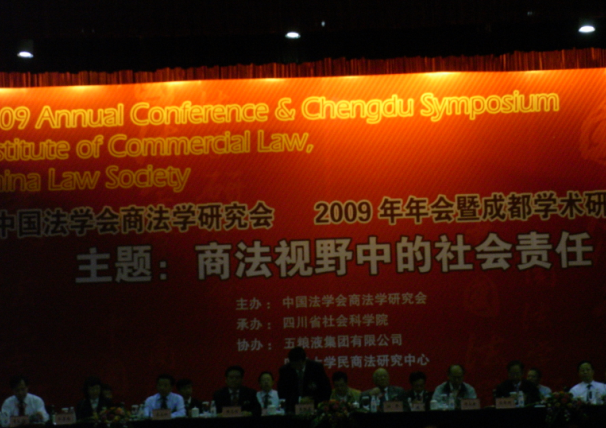 09 Annual Conference & Chengdu Symposium
stitute of Commercial Law,
hina Law Society
中国法学会商法学研究会 2009年年会暨成都学术研
主题：商法视野中的社会责任
主办：中国法学会商法学研究会
承办：四川省社会科学院
协办：五粮液集团有限公司
大学民商法研究中心